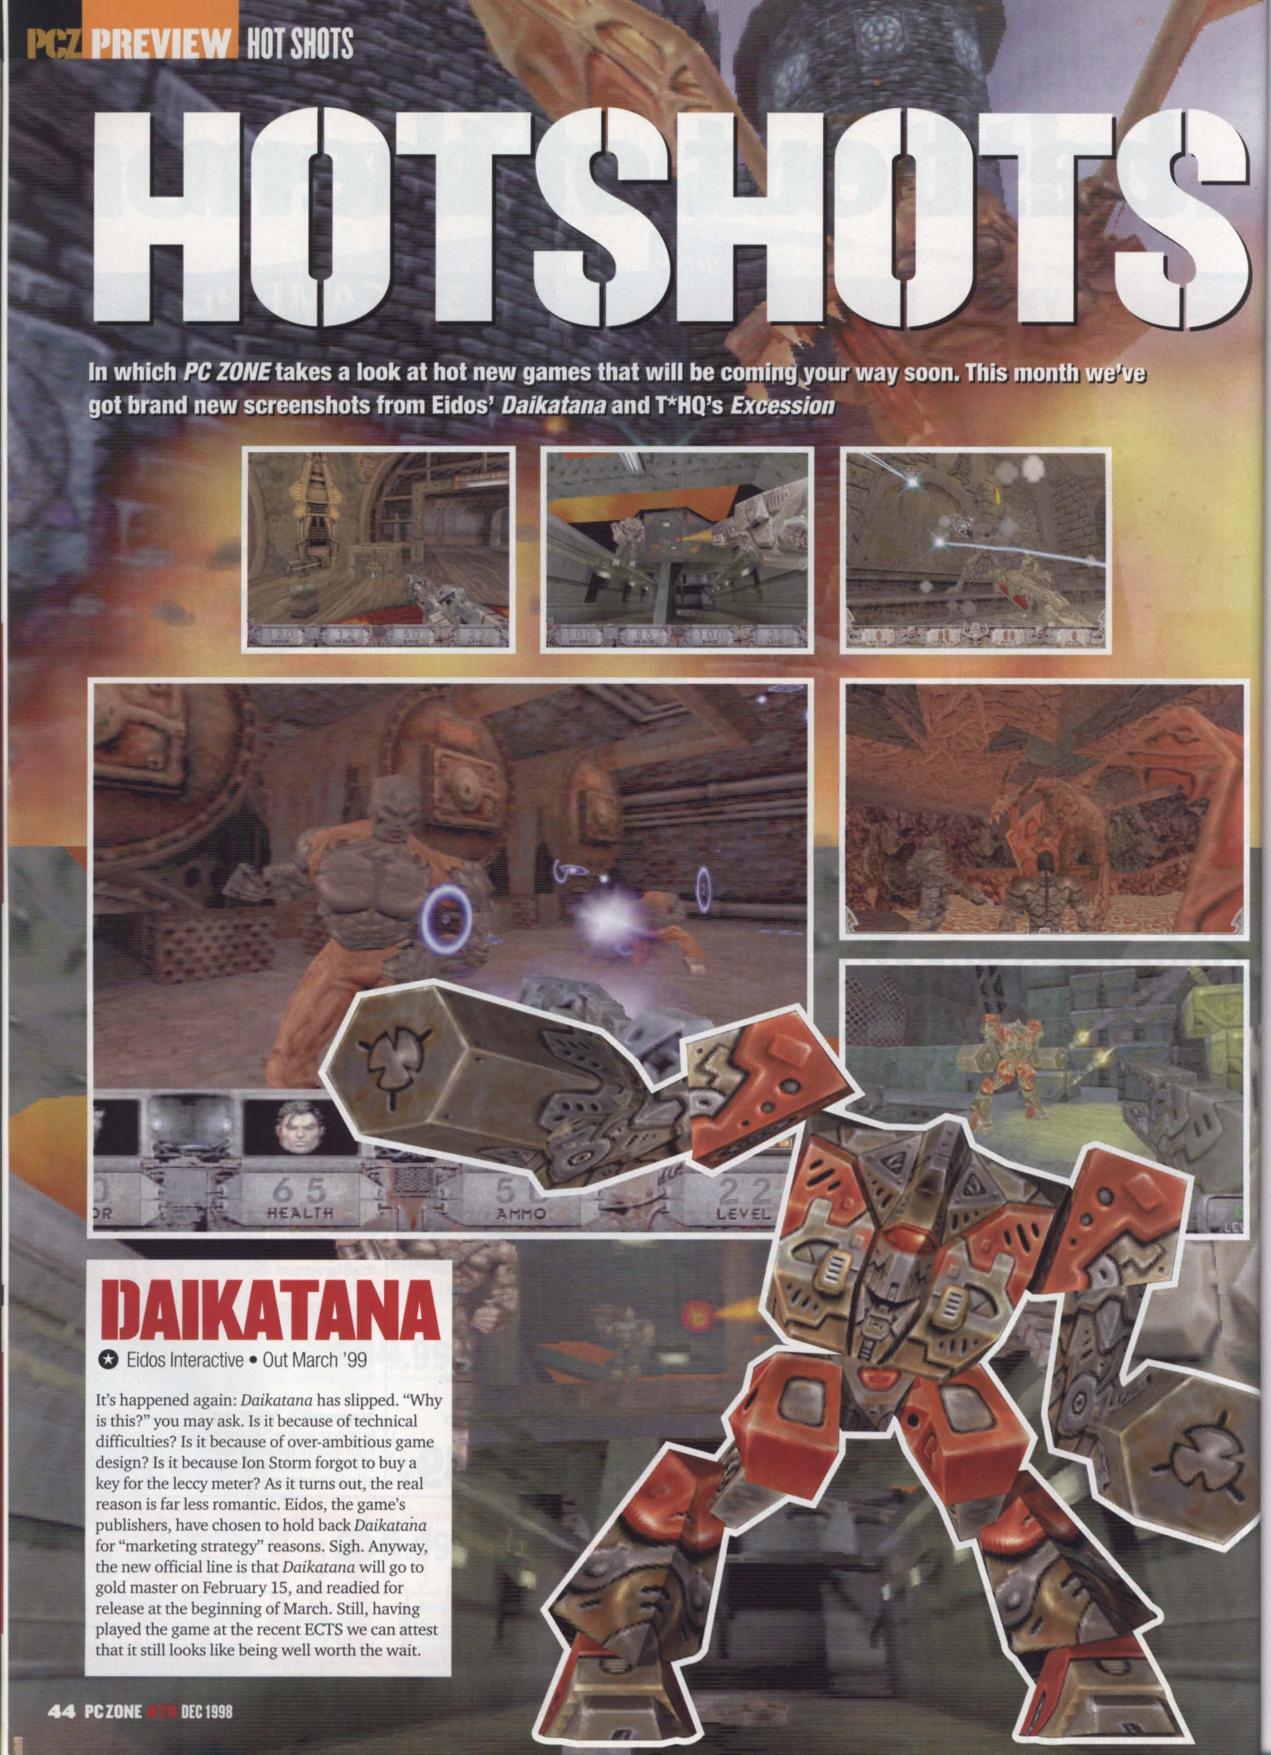 PCZ PREVIEW HOT SHOTS
HOTSHOTS
In which PC ZONE takes a look at hot new games that will be coming your way soon. This month we've
got brand new screenshots from Eidos' Daikatana and T*HQ's Excession
65
HEALTH
AMMO
22
LEVEL
DAIKATANA
Eidos Interactive • Out March '99
It's happened again: Daikatana has slipped. “Why
is this?” you may ask. Is it because of technical
difficulties? Is it because of over-ambitious game
design? Is it because Ion Storm forgot to buy a
key for the leccy meter? As it turns out, the real
reason is far less romantic. Eidos, the game's
publishers, have chosen to hold back Daikatana
for “marketing strategy” reasons. Sigh. Anyway,
the new official line is that Daikatana will go to
gold master on February 15, and readied for
release at the beginning of March. Still, having
played the game at the recent ECTS we can attest
that it still looks like being well worth the wait.
44 PC ZONE #70 DEC 1998